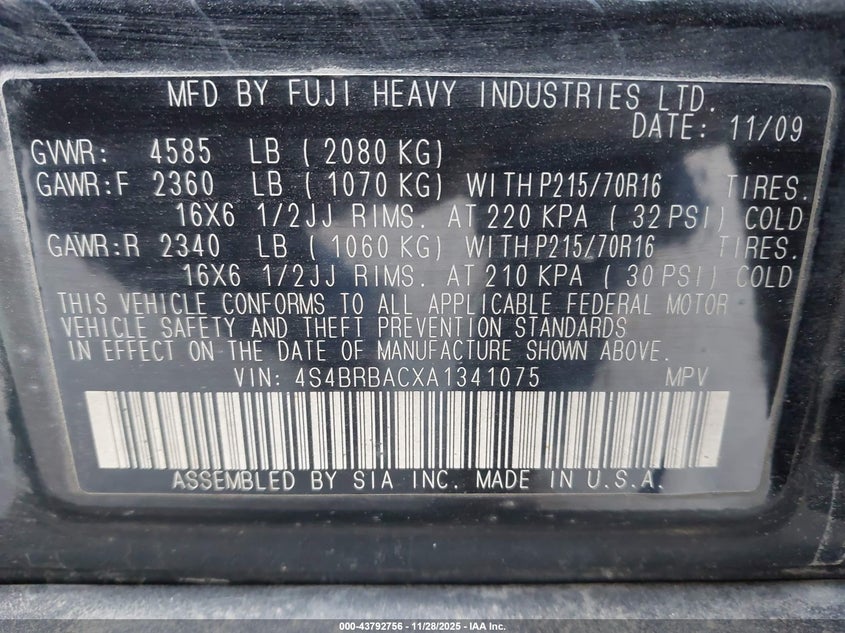 MFD BY FUJI HEAVY INDUSTRIES LTD.
DATE: 11/09
GVWR: 4585 LB ( 2080 KG)
GAWR:F 2360 LB ( 1070 KG) WITH P215/70R16 TIRES.
16X6 1/2JJ RIMS. AT 220 KPA ( 32 PSI) COLD
GAWR:R 2340 LB ( 1060 KG) WITH P215/70R16 TIRES.
16X6 1/2JJ RIMS. AT 210 KPA ( 30 PSI) COLD
THIS VEHICLE CONFORMS TO ALL APPLICABLE FEDERAL MOTOR
VEHICLE SAFETY AND THEFT PREVENTION STANDARDS
IN EFFECT ON THE DATE OF MANUFACTURE SHOWN ABOVE.
VIN: 4S4BRBACXA1341075 MPV
ASSEMBLED BY SIA INC. MADE IN U.S.A.
000-43792756 - 11/28/2025 - IAA Inc.